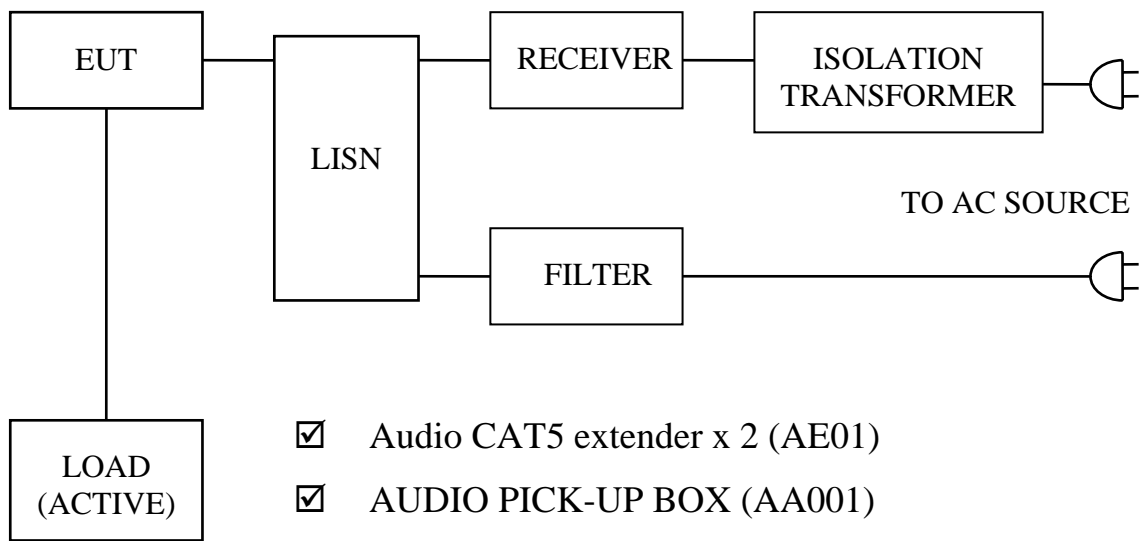 EUT
LISN
RECEIVER
ISOLATION
TRANSFORMER
TO AC SOURCE
FILTER
LOAD
(ACTIVE)
☑ Audio CAT5 extender x 2 (AE01)
☑ AUDIO PICK-UP BOX (AA001)